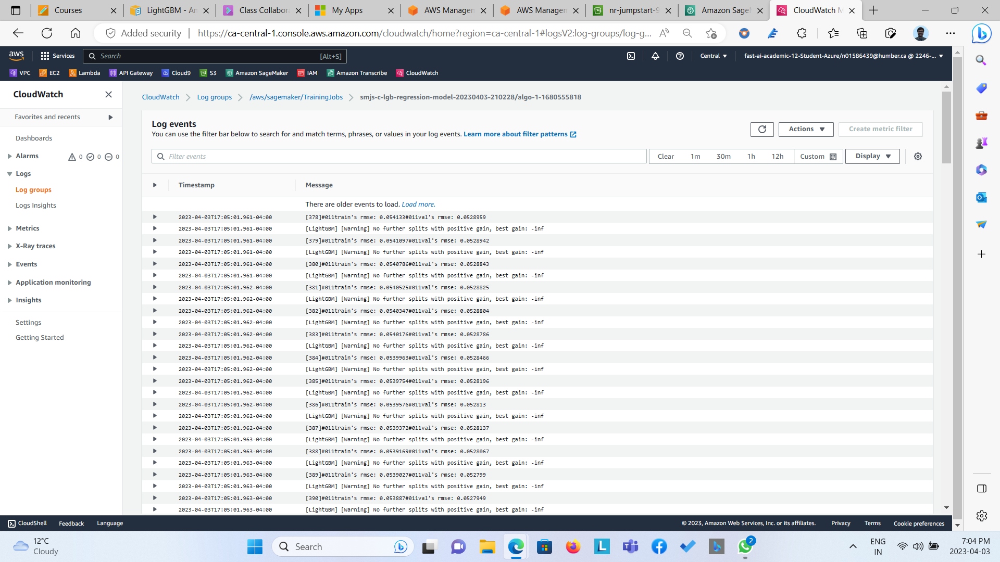 Courses
LightGBM - An
Class Collabora
My Apps
AWS Managem
AWS Managem
nr-jumpstart-9
Amazon SageM
CloudWatch M
Added security
https://ca-central-1.console.aws.amazon.com/cloudwatch/home?region=ca-central-1#logsV2:log-groups/log-g...
aws
Services
Search
[Alt+S]
Central
fast-ai-academic-12-Student-Azure/n01586439@humber.ca @ 2246-...
VPC
EC2
Lambda
API Gateway
Cloud9
S3
Amazon SageMaker
IAM
Amazon Transcribe
CloudWatch
CloudWatch
Favorites and recents
Dashboards
Alarms 0 0 0
Logs
Log groups
Logs Insights
Metrics
X-Ray traces
Events
Application monitoring
Insights
Settings
Getting Started
CloudWatch
Log groups
/aws/sagemaker/TrainingJobs
smjs-c-lgb-regression-model-20230403-210228/algo-1-1680555818
Log events
You can use the filter bar below to search for and match terms, phrases, or values in your log events. Learn more about filter patterns
Actions
Create metric filter
Filter events
Clear
1m
30m
1h
12h
Custom
Display
Timestamp
Message
There are older events to load. Load more.
2023-04-03T17:05:01.961-04:00 [378]#011train's rmse: 0.054133#011val's rmse: 0.0528959
2023-04-03T17:05:01.961-04:00 [LightGBM] [Warning] No further splits with positive gain, best gain: -inf
2023-04-03T17:05:01.961-04:00 [379]#011train's rmse: 0.0541097#011val's rmse: 0.0528942
2023-04-03T17:05:01.961-04:00 [LightGBM] [Warning] No further splits with positive gain, best gain: -inf
2023-04-03T17:05:01.961-04:00 [380]#011train's rmse: 0.0540786#011val's rmse: 0.0528843
2023-04-03T17:05:01.961-04:00 [LightGBM] [Warning] No further splits with positive gain, best gain: -inf
2023-04-03T17:05:01.962-04:00 [381]#011train's rmse: 0.0540525#011val's rmse: 0.0528825
2023-04-03T17:05:01.962-04:00 [LightGBM] [Warning] No further splits with positive gain, best gain: -inf
2023-04-03T17:05:01.962-04:00 [382]#011train's rmse: 0.0540347#011val's rmse: 0.0528804
2023-04-03T17:05:01.962-04:00 [LightGBM] [Warning] No further splits with positive gain, best gain: -inf
2023-04-03T17:05:01.962-04:00 [383]#011train's rmse: 0.0540176#011val's rmse: 0.0528786
2023-04-03T17:05:01.962-04:00 [LightGBM] [Warning] No further splits with positive gain, best gain: -inf
2023-04-03T17:05:01.962-04:00 [384]#011train's rmse: 0.0539963#011val's rmse: 0.0528466
2023-04-03T17:05:01.962-04:00 [LightGBM] [Warning] No further splits with positive gain, best gain: -inf
2023-04-03T17:05:01.962-04:00 [385]#011train's rmse: 0.0539754#011val's rmse: 0.0528196
2023-04-03T17:05:01.962-04:00 [LightGBM] [Warning] No further splits with positive gain, best gain: -inf
2023-04-03T17:05:01.962-04:00 [386]#011train's rmse: 0.0539576#011val's rmse: 0.052813
2023-04-03T17:05:01.962-04:00 [LightGBM] [Warning] No further splits with positive gain, best gain: -inf
2023-04-03T17:05:01.962-04:00 [387]#011train's rmse: 0.0539372#011val's rmse: 0.0528137
2023-04-03T17:05:01.963-04:00 [LightGBM] [Warning] No further splits with positive gain, best gain: -inf
2023-04-03T17:05:01.963-04:00 [388]#011train's rmse: 0.0539169#011val's rmse: 0.0528067
2023-04-03T17:05:01.963-04:00 [LightGBM] [Warning] No further splits with positive gain, best gain: -inf
2023-04-03T17:05:01.963-04:00 [389]#011train's rmse: 0.0539027#011val's rmse: 0.052799
2023-04-03T17:05:01.963-04:00 [LightGBM] [Warning] No further splits with positive gain, best gain: -inf
2023-04-03T17:05:01.963-04:00 [390]#011train's rmse: 0.053887#011val's rmse: 0.0527949
2023-04-03T17:05:01.963-04:00 [LightGBM] [Warning] No further splits with positive gain, best gain: -inf
CloudShell
Feedback
Language
© 2023, Amazon Web Services, Inc. or its affiliates.
Privacy
Terms
Cookie preferences
12°C
Cloudy
Search
L
2
ENG
IN
7:04 PM
2023-04-03